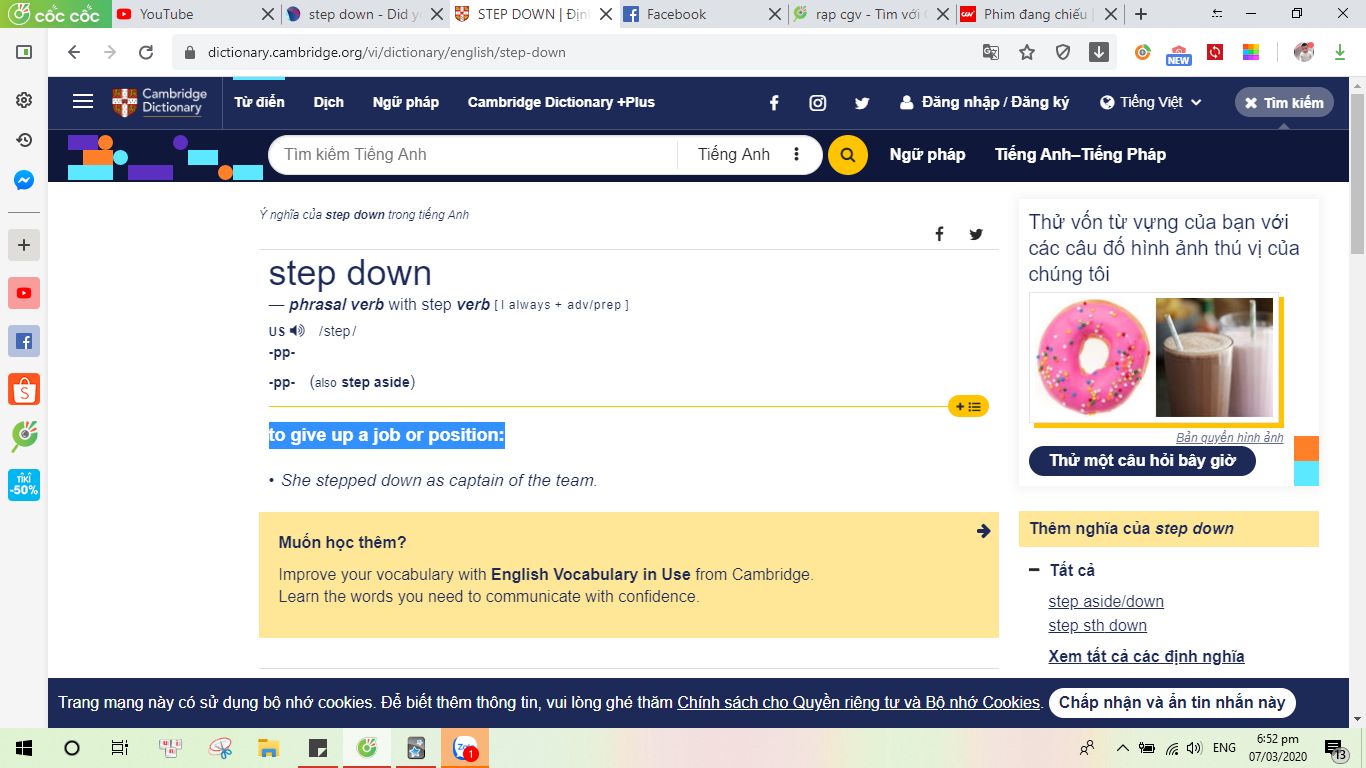 cốc cốc
YouTube
step down - Did y
STEP DOWN | Địn
Facebook
rạp cgv - Tìm với
Phim đang chiếu |
dictionary.cambridge.org/vi/dictionary/english/step-down
NEW
Cambridge
Dictionary
Từ điển
Dịch
Ngữ pháp
Cambridge Dictionary +Plus
Đăng nhập / Đăng ký
Tiếng Việt
Tìm kiếm
Tìm kiếm Tiếng Anh
Tiếng Anh
Ngữ pháp
Tiếng Anh–Tiếng Pháp
Ý nghĩa của step down trong tiếng Anh
step down
— phrasal verb with step verb [ I always + adv/prep ]
US /step/
-pp-
-pp- (also step aside)
to give up a job or position:
• She stepped down as captain of the team.
Muốn học thêm?
Improve your vocabulary with English Vocabulary in Use from Cambridge.
Learn the words you need to communicate with confidence.
Thử vốn từ vựng của bạn với
các câu đố hình ảnh thú vị của
chúng tôi
Bản quyền hình ảnh
Thử một câu hỏi bây giờ
Thêm nghĩa của step down
Tất cả
step aside/down
step sth down
Xem tất cả các định nghĩa
TIKI
-50%
Trang mạng này có sử dụng bộ nhớ cookies. Để biết thêm thông tin, vui lòng ghé thăm Chính sách cho Quyền riêng tư và Bộ nhớ Cookies.
Chấp nhận và ẩn tin nhắn này
Zalo
1
ENG
6:52 pm
07/03/2020
13